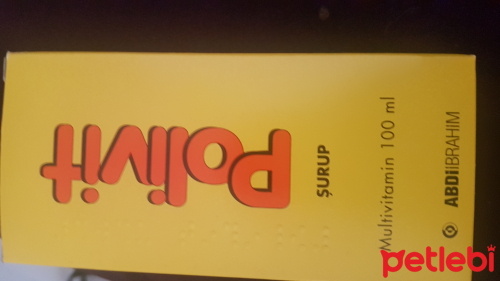 Polivit
ŞURUP
Multivitamin 100 ml
ABDİİBRAHİM
petlebi